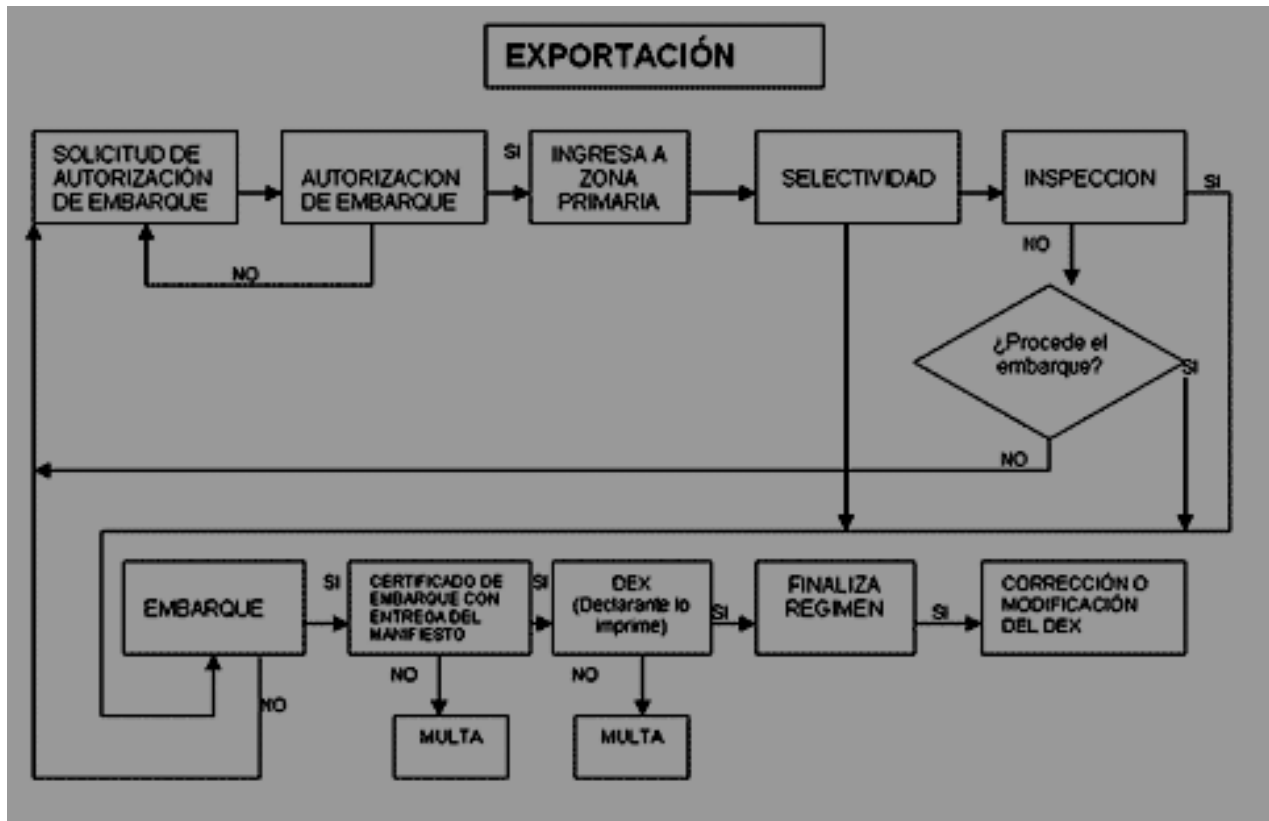 EXPORTACIÓN
SOLICITUD DE
AUTORIZACIÓN
DE EMBARQUE
AUTORIZACION
DE EMBARQUE
SI
INGRESA A
ZONA
PRIMARIA
SELECTIVIDAD
INSPECCION
SI
NO
NO
¿Procede el
embarque?
SI
NO
EMBARQUE
SI
CERTIFICADO DE
EMBARQUE CON
ENTREGA DEL
MANIFIESTO
SI
DEX
(Declarante lo
imprime)
SI
FINALIZA
REGIMEN
SI
CORRECCIÓN O
MODIFICACIÓN
DEL DEX
NO
NO
NO
MULTA
MULTA